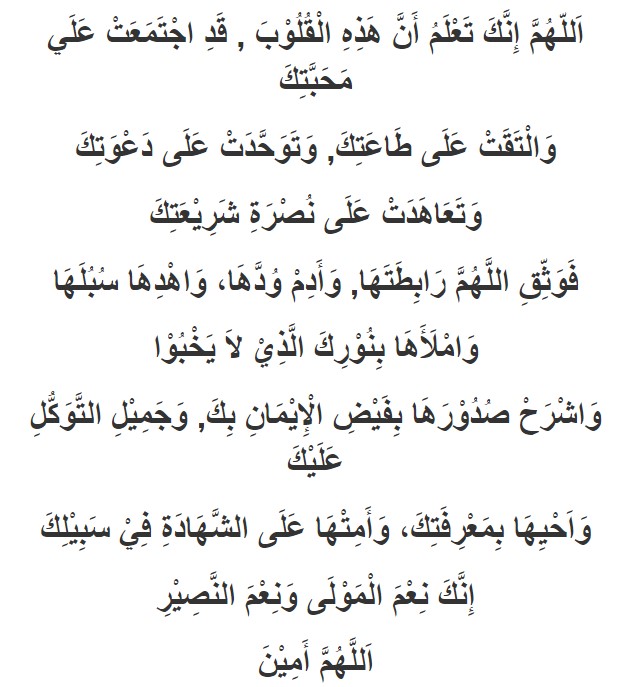 اَللّهُمَّ إِنَّكَ تَعْلَمُ أَنَّ هَذِهِ الْقُلُوْبَ , قَدِ اجْتَمَعَتْ عَلَي
مَحَبَّتِكَ
وَالْتَقَتْ عَلَى طَاعَتِكَ, وَتَوَحَّدَتْ عَلَى دَعْوَتِكَ
وَتَعَاهَدَتْ عَلَى نُصْرَةِ شَرِيْعَتِكَ
فَوَثِّقِ اللَّهُمَّ رَابِطَتَهَا, وَأَدِمْ وُدَّهَا، وَاهْدِهَا سُبُلَهَا
وَامْلَأَهَا بِنُوْرِكَ الَّذِيْ لاَ يَخْبُوْا
وَاشْرَحْ صُدُوْرَهَا بِفَيْضِ الْإِيْمَانِ بِكَ, وَجَمِيْلِ التَّوَكُّلِ
عَلَيْكَ
وَاَحْيِهَا بِمَعْرِفَتِكَ، وَأَمِتْهَا عَلَى الشَّهَادَةِ فِيْ سَبِيْلِكَ
إِنَّكَ نِعْمَ الْمَوْلَى وَنِعْمَ النَّصِيْرِ
اَللَّهُمَّ أَمِيْنَ